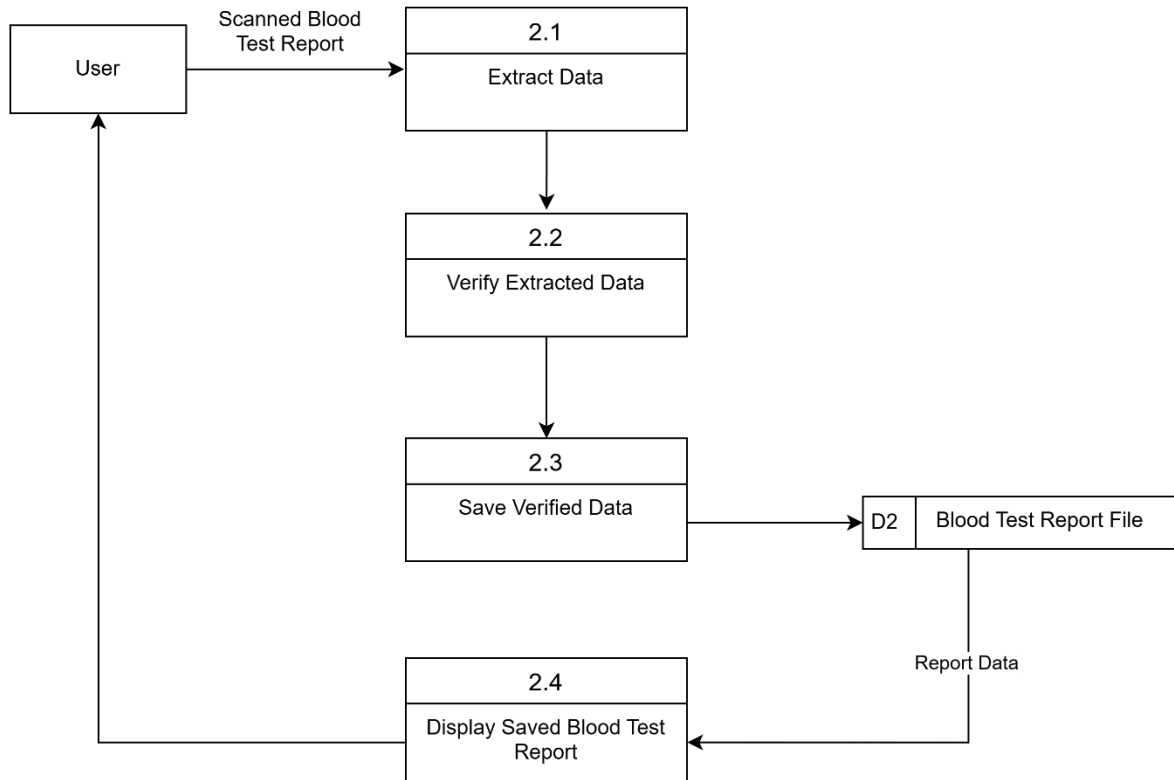 Scanned Blood
Test Report
User
2.1
Extract Data
2.2
Verify Extracted Data
2.3
Save Verified Data
D2
Blood Test Report File
Report Data
2.4
Display Saved Blood Test
Report